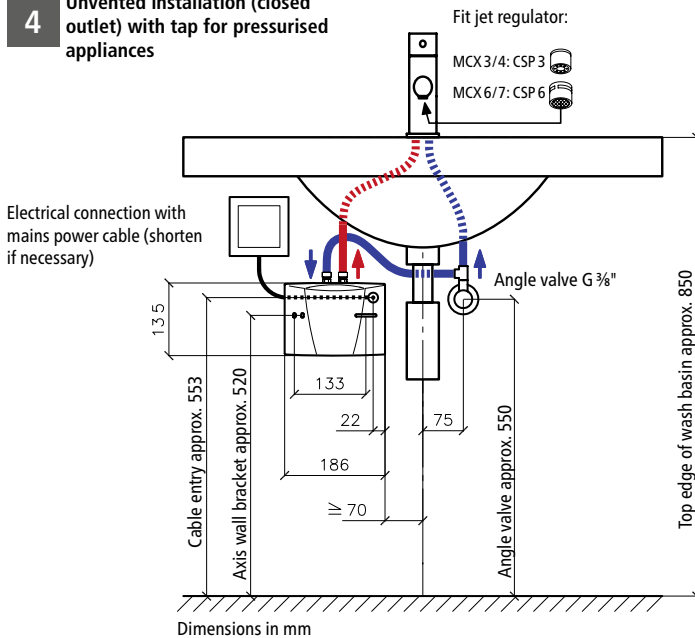 4
Unvented installation (closed
outlet) with tap for pressurised
appliances
Fit jet regulator:
MCX 3/4: CSP 3
MCX 6/7: CSP 6
Electrical connection with
mains power cable (shorten
if necessary)
Angle valve G ⅜"
135
133
22
75
186
≥ 70
Cable entry approx. 553
Axis wall bracket approx. 520
Angle valve approx. 550
Top edge of wash basin approx. 850
Dimensions in mm